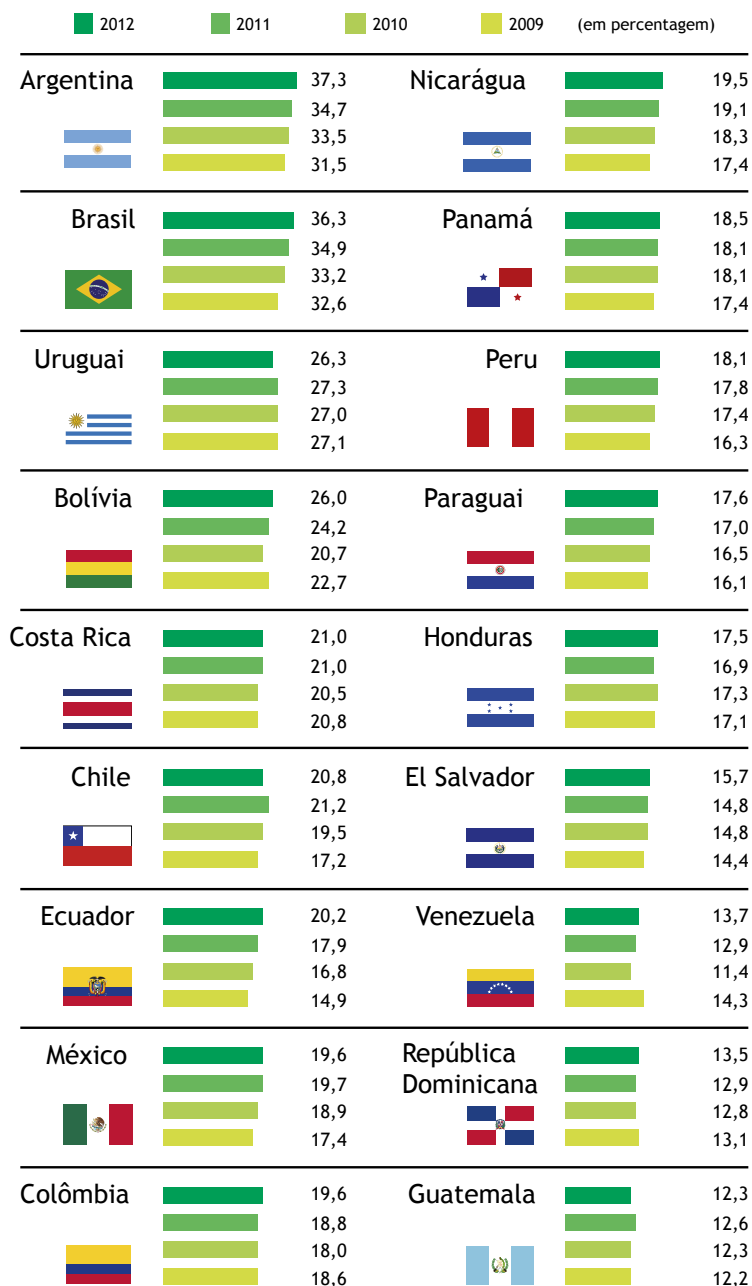 2012 2011 2010 2009 (em percentagem)
Argentina 37,3
34,7
33,5
31,5
Nicarágua 19,5
19,1
18,3
17,4
Brasil 36,3
34,9
33,2
32,6
Panamá 18,5
18,1
18,1
17,4
Uruguai 26,3
27,3
27,0
27,1
Peru 18,1
17,8
17,4
16,3
Bolívia 26,0
24,2
20,7
22,7
Paraguai 17,6
17,0
16,5
16,1
Costa Rica 21,0
21,0
20,5
20,8
Honduras 17,5
16,9
17,3
17,1
Chile 20,8
21,2
19,5
17,2
El Salvador 15,7
14,8
14,8
14,4
Ecuador 20,2
17,9
16,8
14,9
Venezuela 13,7
12,9
11,4
14,3
México 19,6
19,7
18,9
17,4
República 13,5
Dominicana 12,9
12,8
13,1
Colômbia 19,6
18,8
18,0
18,6
Guatemala 12,3
12,6
12,3
12,2